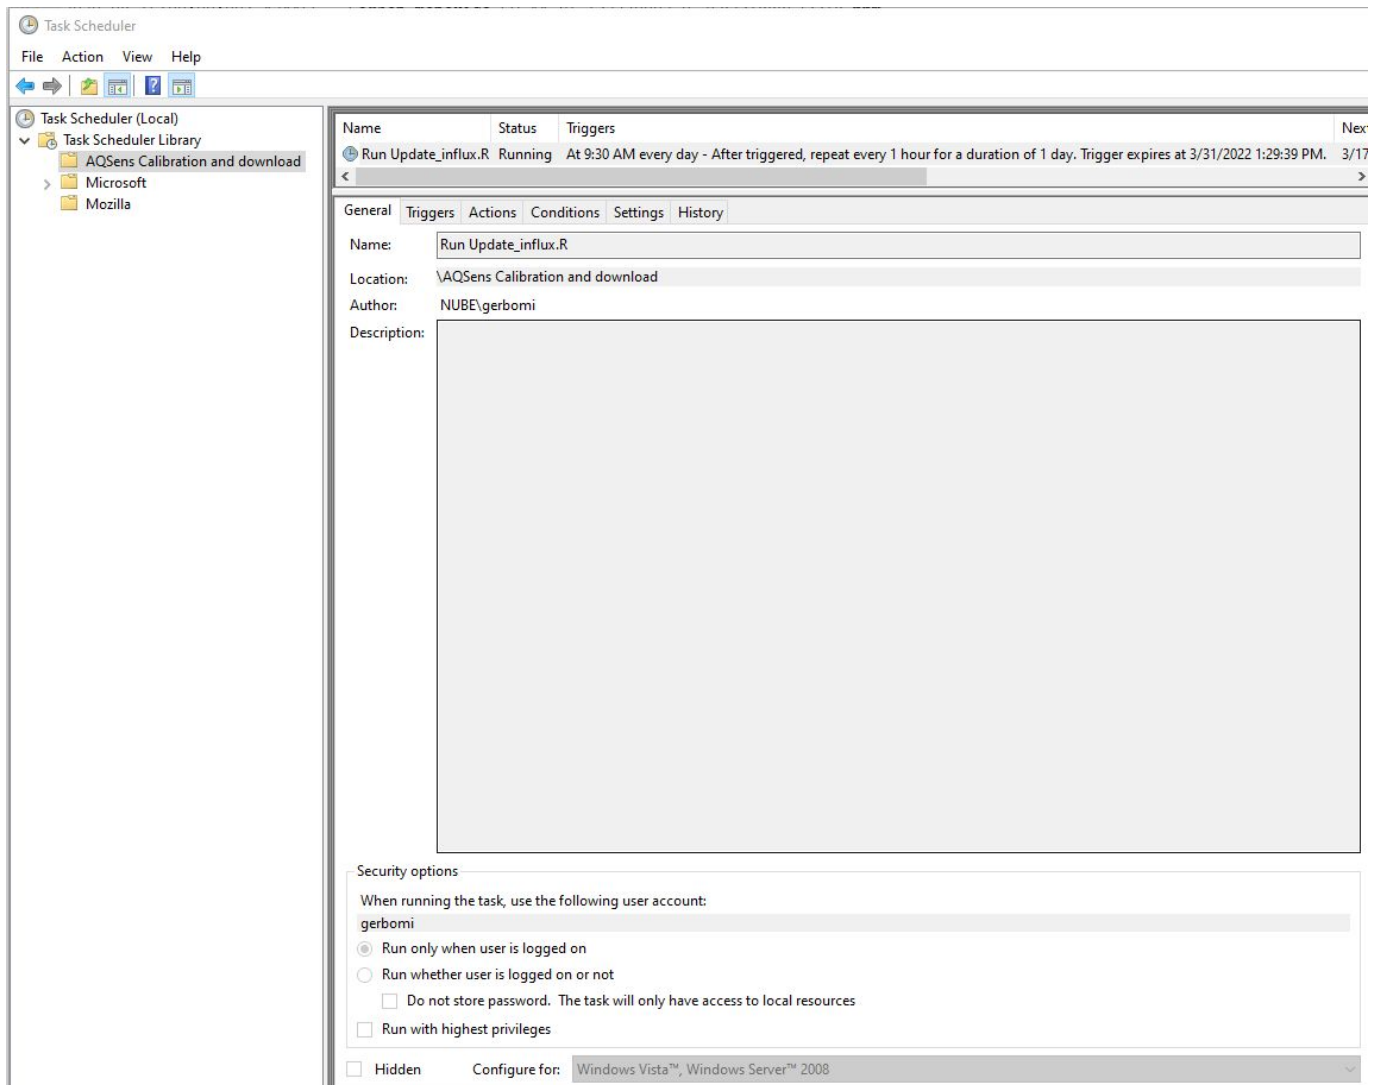 Task Scheduler
File Action View Help
Task Scheduler (Local)
Task Scheduler Library
AQSens Calibration and download
Microsoft
Mozilla
Name Status Triggers Nex
Run Update_influx.R Running At 9:30 AM every day - After triggered, repeat every 1 hour for a duration of 1 day. Trigger expires at 3/31/2022 1:29:39 PM. 3/17
General Triggers Actions Conditions Settings History
Name: Run Update_influx.R
Location: \AQSens Calibration and download
Author: NUBE\gerbomi
Description:
Security options
When running the task, use the following user account:
gerbomi
Run only when user is logged on
Run whether user is logged on or not
Do not store password. The task will only have access to local resources
Run with highest privileges
Hidden Configure for: Windows Vista™, Windows Server™ 2008